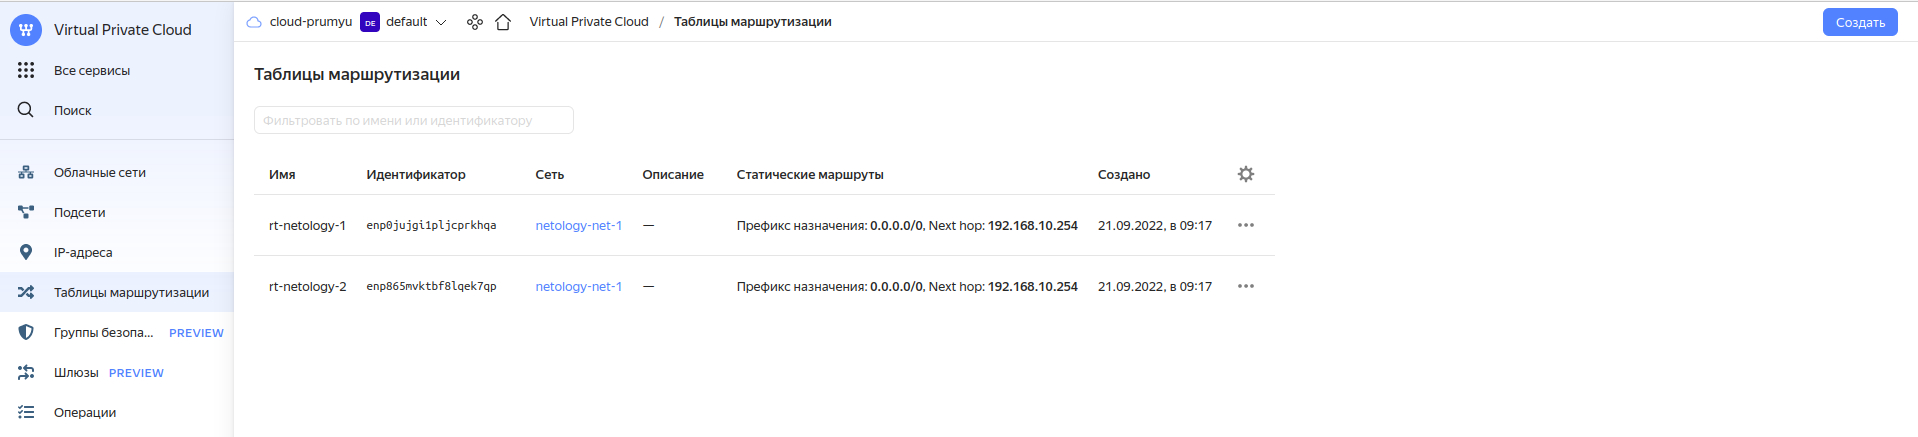 Virtual Private Cloud
Все сервисы
Поиск
Облачные сети
Подсети
IP-адреса
Таблицы маршрутизации
Группы безопа... PREVIEW
Шлюзы PREVIEW
Операции
cloud-prumyu DE default Virtual Private Cloud / Таблицы маршрутизации Создать
Таблицы маршрутизации
Фильтровать по имени или идентификатору
Имя Идентификатор Сеть Описание Статические маршруты Создано
rt-netology-1 enp0jujgi1pljcprkhqa netology-net-1 — Префикс назначения: 0.0.0.0/0, Next hop: 192.168.10.254 21.09.2022, в 09:17
rt-netology-2 enp865mvktbf8lqek7qp netology-net-1 — Префикс назначения: 0.0.0.0/0, Next hop: 192.168.10.254 21.09.2022, в 09:17